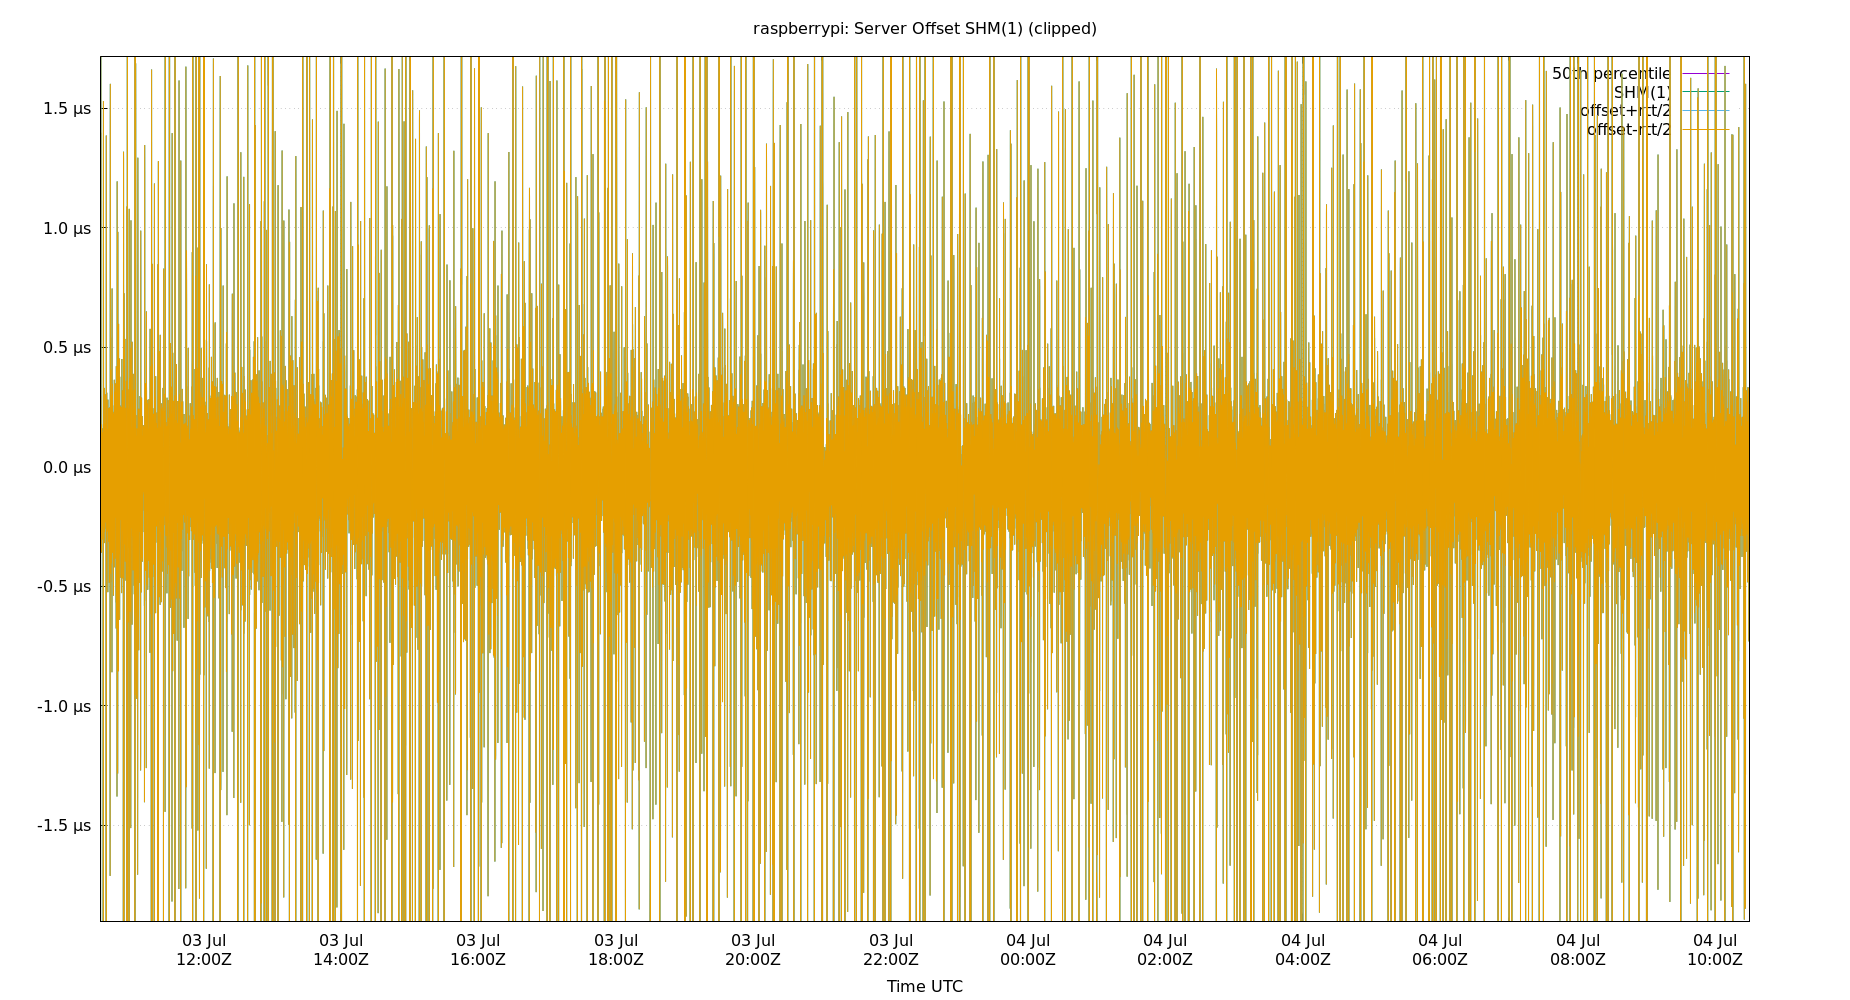 raspberrypi: Server Offset SHM(1) (clipped)
50th percentile
SHM(1)
offset+rtt/2
offset-rtt/2
1.5 µs
1.0 µs
0.5 µs
0.0 µs
-0.5 µs
-1.0 µs
-1.5 µs
03 Jul 03 Jul 03 Jul 03 Jul 03 Jul 03 Jul 04 Jul 04 Jul 04 Jul 04 Jul 04 Jul 04 Jul
12:00Z 14:00Z 16:00Z 18:00Z 20:00Z 22:00Z 00:00Z 02:00Z 04:00Z 06:00Z 08:00Z 10:00Z
Time UTC